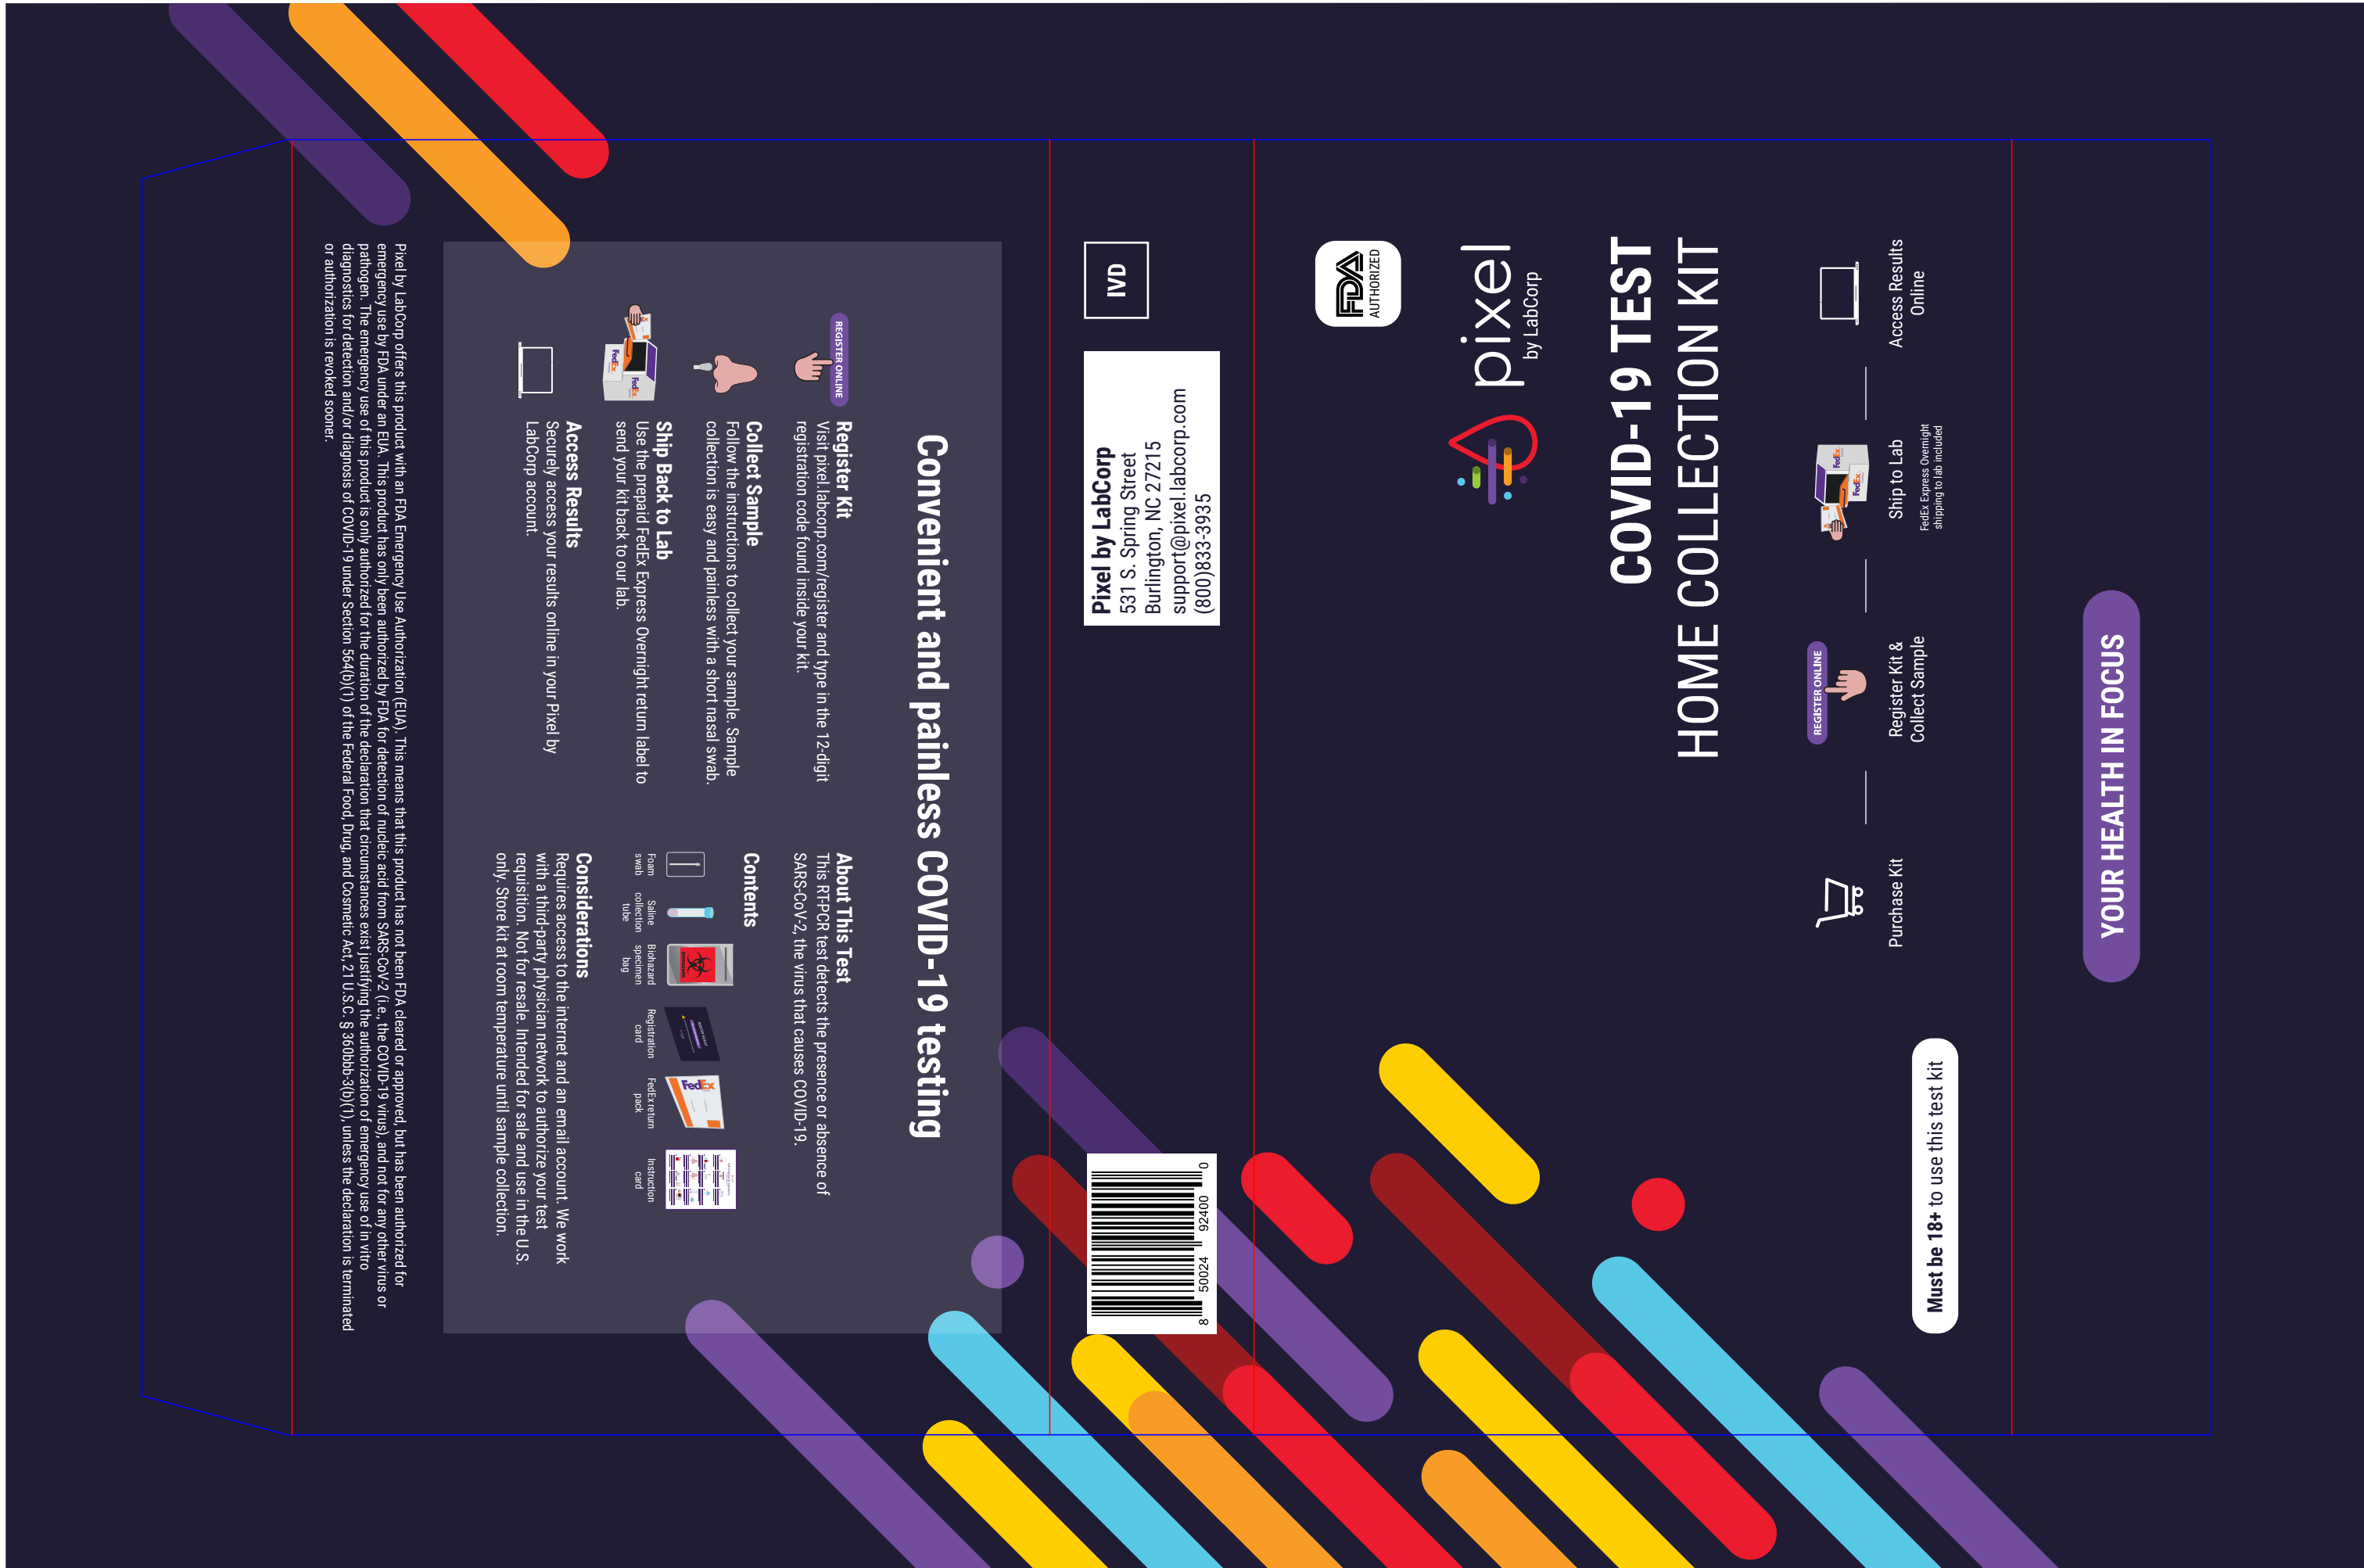 YOUR HEALTH IN FOCUS
FDA
AUTHORIZED
pixel
by LabCorp
COVID-19 TEST
HOME COLLECTION KIT
Purchase Kit
REGISTER ONLINE
Register Kit &
Collect Sample
FedEx
FedEx
Ship to Lab
FedEx Express Overnight
shipping to lab included
Access Results
Online
Must be 18+ to use this test kit
IVD
Pixel by LabCorp
531 S. Spring Street
Burlington, NC 27215
support@pixel.labcorp.com
(800)833-3935
8 50024 92400 0
Convenient and painless COVID-19 testing
REGISTER ONLINE
Register Kit
Visit pixel.labcorp.com/register and type in the 12-digit
registration code found inside your kit.
Collect Sample
Follow the instructions to collect your sample. Sample
collection is easy and painless with a short nasal swab.
FedEx
FedEx
Ship Back to Lab
Use the prepaid FedEx Express Overnight return label to
send your kit back to our lab.
Access Results
Securely access your results online in your Pixel by
LabCorp account.
About This Test
This RT-PCR test detects the presence or absence of
SARS-CoV-2, the virus that causes COVID-19.
Contents
FedEx
Foam
swab
Saline
collection
tube
Biohazard
specimen
bag
Registration
card
FedEx return
pack
Instruction
card
Considerations
Requires access to the internet and an email account. We work
with a third-party physician network to authorize your test
requisition. Not for resale. Intended for sale and use in the U.S.
only. Store kit at room temperature until sample collection.
Pixel by LabCorp offers this product with an FDA Emergency Use Authorization (EUA). This means that this product has not been FDA cleared or approved, but has been authorized for
emergency use by FDA under an EUA. This product has only been authorized by FDA for detection of nucleic acid from SARS-CoV-2 (i.e., the COVID-19 virus), and not for any other virus or
pathogen. The emergency use of this product is only authorized for the duration of the declaration that circumstances exist justifying the authorization of emergency use of in vitro
diagnostics for detection and/or diagnosis of COVID-19 under Section 564(b)(1) of the Federal Food, Drug, and Cosmetic Act, 21 U.S.C. § 360bb-3(b)(1), unless the declaration is terminated
or authorization is revoked sooner.